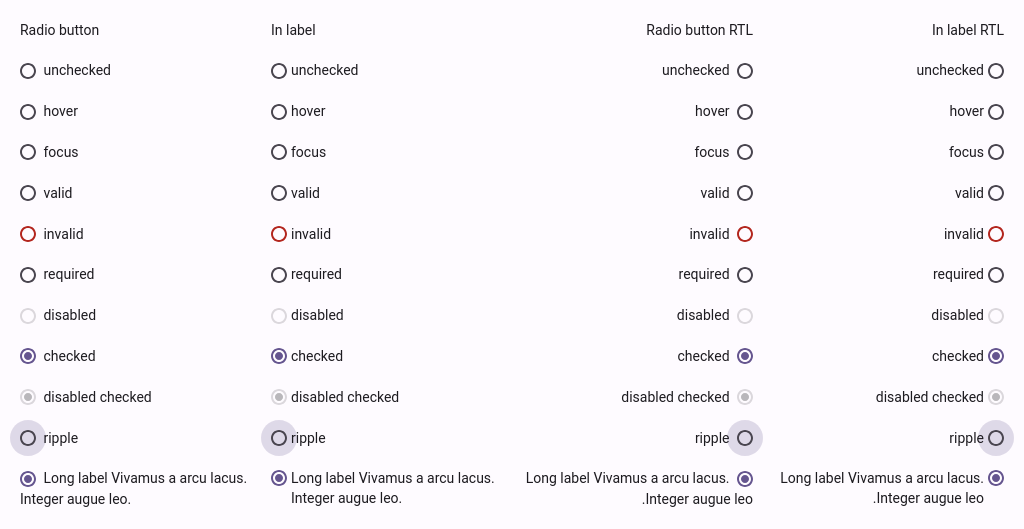 Radio button
In label
Radio button RTL
In label RTL
unchecked
unchecked
unchecked
unchecked
hover
hover
hover
hover
focus
focus
focus
focus
valid
valid
valid
valid
invalid
invalid
invalid
invalid
required
required
required
required
disabled
disabled
disabled
disabled
checked
checked
checked
checked
disabled checked
disabled checked
disabled checked
disabled checked
ripple
ripple
ripple
ripple
Long label Vivamus a arcu lacus.
Integer augue leo.
Long label Vivamus a arcu lacus.
Integer augue leo.
Long label Vivamus a arcu lacus.
.Integer augue leo
Long label Vivamus a arcu lacus.
.Integer augue leo